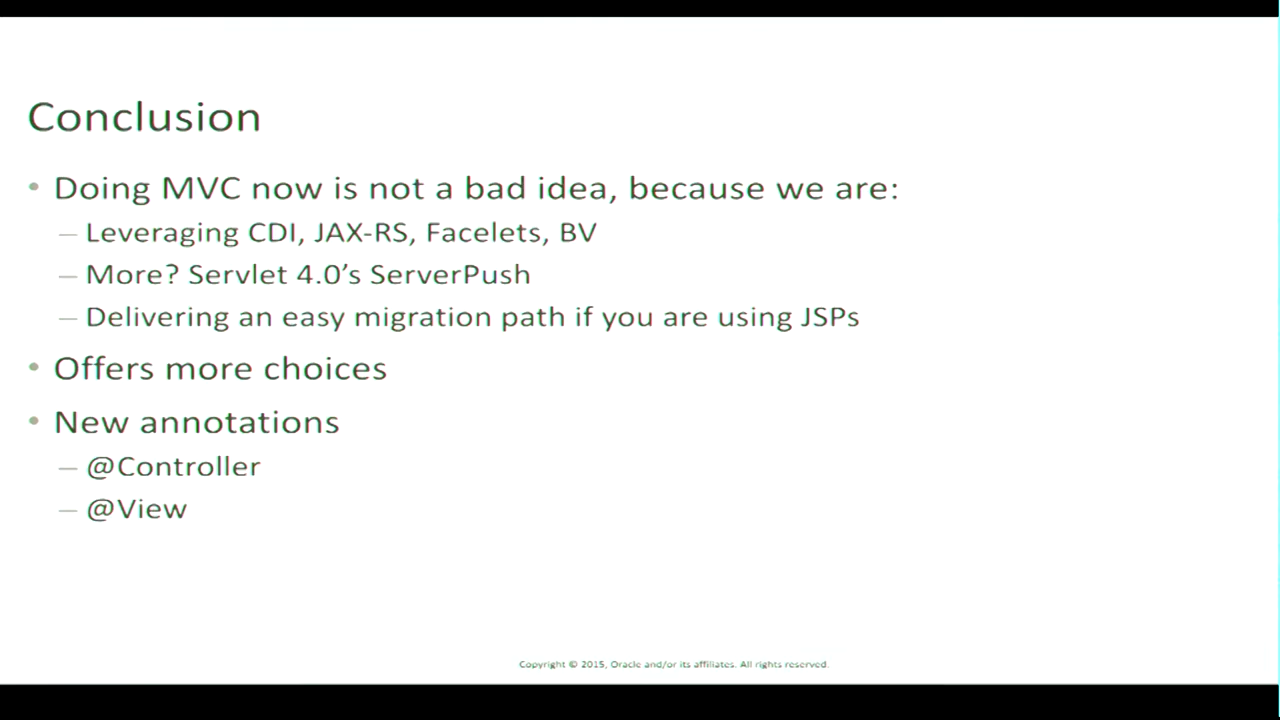 Conclusion
• Doing MVC now is not a bad idea, because we are:
– Leveraging CDI, JAX-RS, Facelets, BV
– More? Servlet 4.0’s ServerPush
– Delivering an easy migration path if you are using JSPs
• Offers more choices
• New annotations
– @Controller
– @View
Copyright © 2015, Oracle and/or its affiliates. All rights reserved.